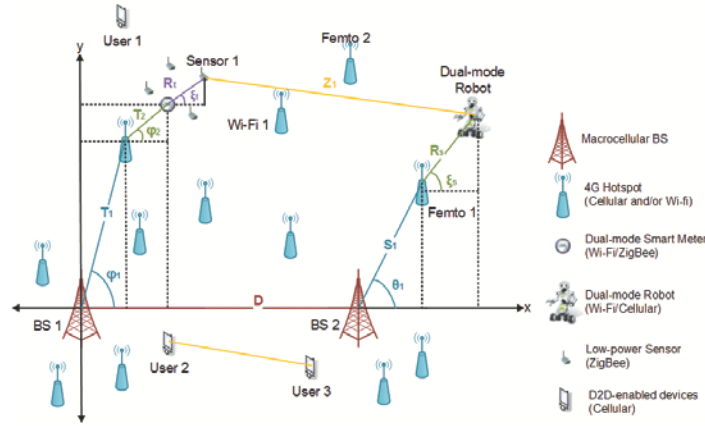 y
User 1
Sensor 1
Femto 2
Dual-mode
Robot
R₁
ξ₁
Z₁
T₂
φ₂
Wi-Fi 1
Rₛ
ξₛ
Femto 1
T₁
S₁
φ₁
θ₁
D
x
BS 1
BS 2
User 2
User 3
Macrocellular BS
4G Hotspot
(Cellular and/or Wi-fi)
Dual-mode Smart Meter
(Wi-Fi/ZigBee)
Dual-mode Robot
(Wi-Fi/Cellular)
Low-power Sensor
(ZigBee)
D2D-enabled devices
(Cellular)